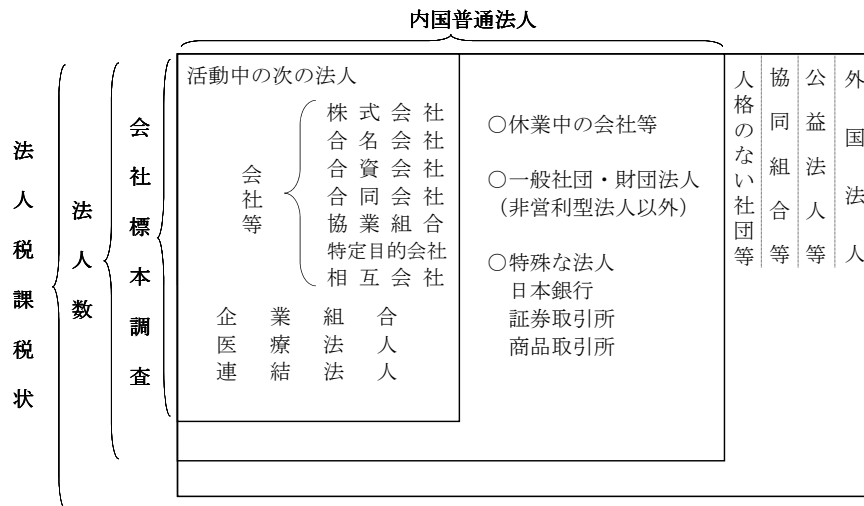 内国普通法人
法人税課税状
法人数
会社標本調査
活動中の次の法人
会社等
株式会社
合名会社
合資会社
合同会社
協業組合
特定目的会社
相互会社
企業組合
医療法人
連結法人
○休業中の会社等
○一般社団・財団法人
（非営利型法人以外）
○特殊な法人
日本銀行
証券取引所
商品取引所
人格のない社団等
協同組合等
公益法人等
外国法人